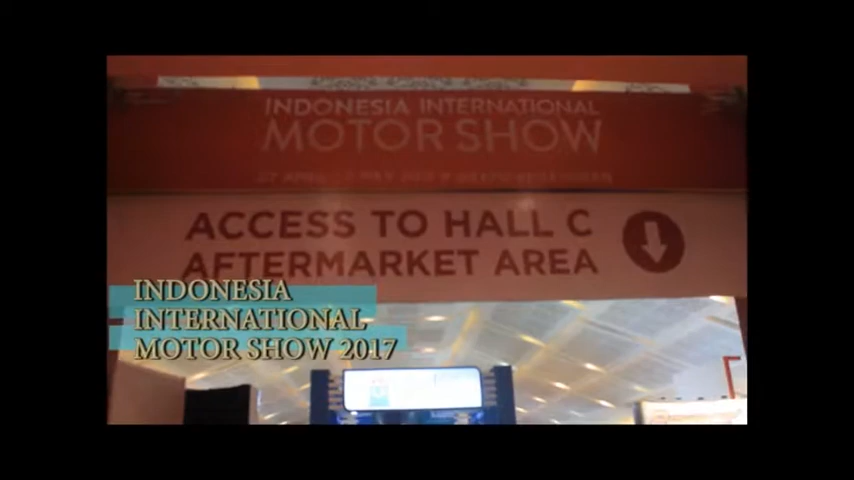 INDONESIA INTERNATIONAL
MOTOR SHOW
ACCESS TO HALL C
AFTERMARKET AREA
INDONESIA
INTERNATIONAL
MOTOR SHOW 2017